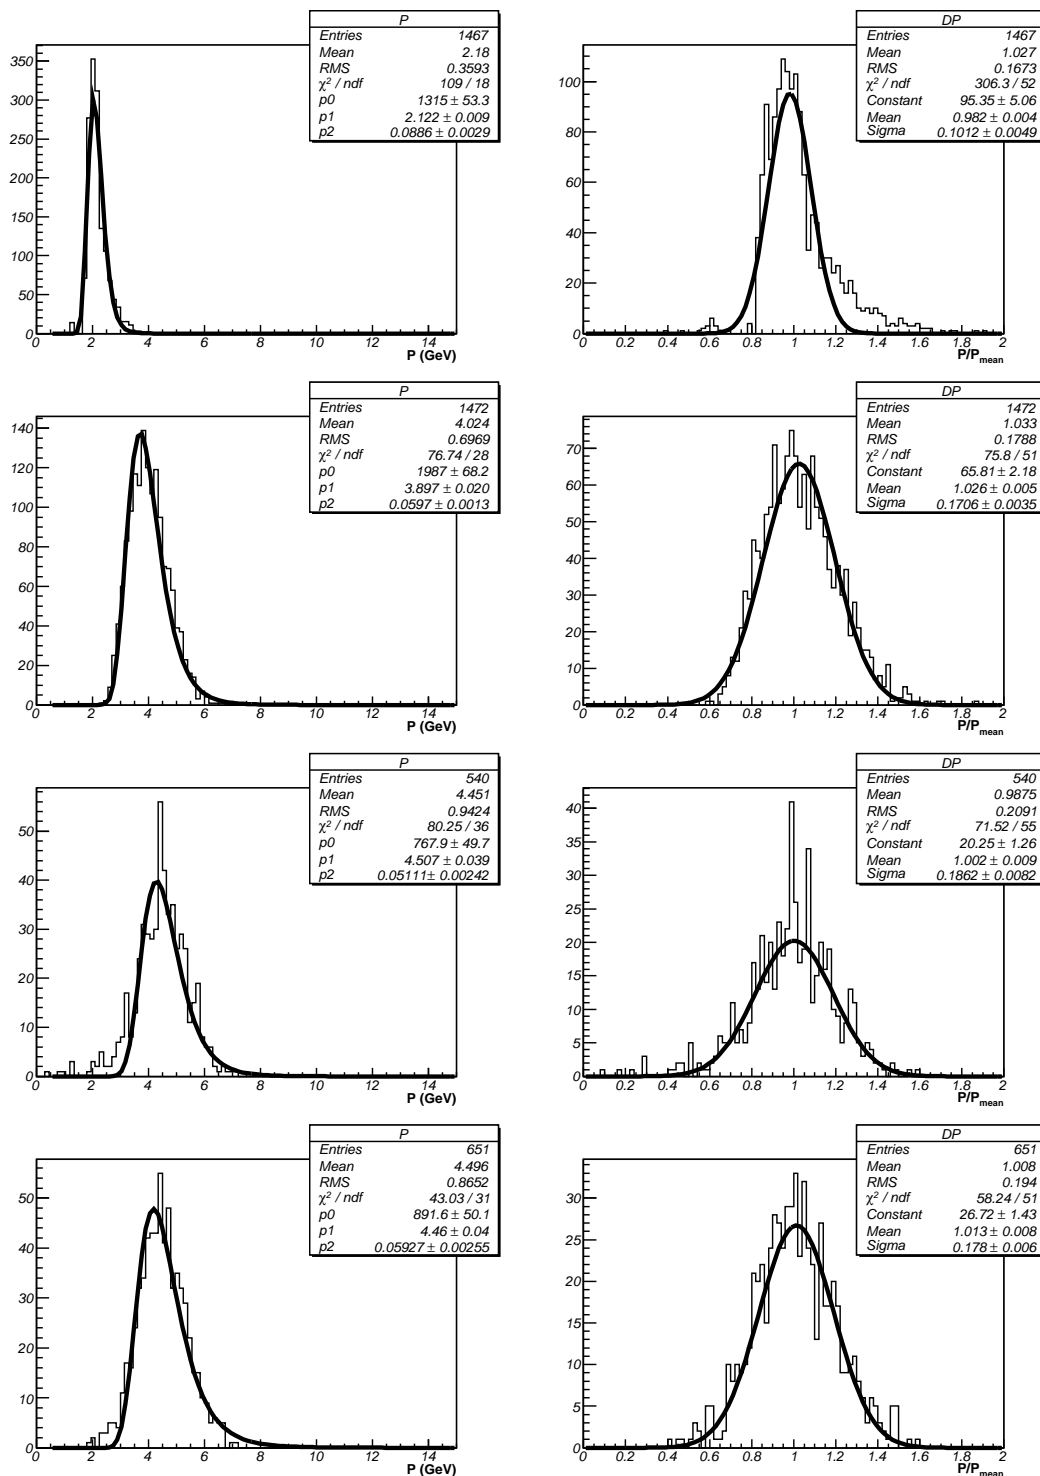 P
Entries 1467
Mean 2.18
RMS 0.3593
χ² / ndf 109 / 18
p0 1315 ± 53.3
p1 2.122 ± 0.009
p2 0.0886 ± 0.0029
350
300
250
200
150
100
50
0
0 2 4 6 8 10 12 14
P (GeV)
DP
Entries 1467
Mean 1.027
RMS 0.1673
χ² / ndf 306.3 / 52
Constant 95.35 ± 5.06
Mean 0.982 ± 0.004
Sigma 0.1012 ± 0.0049
100
80
60
40
20
0
0 0.2 0.4 0.6 0.8 1 1.2 1.4 1.6 1.8 2
P/Pmean
P
Entries 1472
Mean 4.024
RMS 0.6969
χ² / ndf 76.74 / 28
p0 1987 ± 68.2
p1 3.897 ± 0.020
p2 0.0597 ± 0.0013
140
120
100
80
60
40
20
0
0 2 4 6 8 10 12 14
P (GeV)
DP
Entries 1472
Mean 1.033
RMS 0.1788
χ² / ndf 75.8 / 51
Constant 65.81 ± 2.18
Mean 1.026 ± 0.005
Sigma 0.1706 ± 0.0035
70
60
50
40
30
20
10
0
0 0.2 0.4 0.6 0.8 1 1.2 1.4 1.6 1.8 2
P/Pmean
P
Entries 540
Mean 4.451
RMS 0.9424
χ² / ndf 80.25 / 36
p0 767.9 ± 49.7
p1 4.507 ± 0.039
p2 0.05111 ± 0.00242
50
40
30
20
10
0
0 2 4 6 8 10 12 14
P (GeV)
DP
Entries 540
Mean 0.9875
RMS 0.2091
χ² / ndf 71.52 / 55
Constant 20.25 ± 1.26
Mean 1.002 ± 0.009
Sigma 0.1862 ± 0.0082
40
35
30
25
20
15
10
5
0
0 0.2 0.4 0.6 0.8 1 1.2 1.4 1.6 1.8 2
P/Pmean
P
Entries 651
Mean 4.496
RMS 0.8652
χ² / ndf 43.03 / 31
p0 891.6 ± 50.1
p1 4.46 ± 0.04
p2 0.05927 ± 0.00255
50
40
30
20
10
0
0 2 4 6 8 10 12 14
P (GeV)
DP
Entries 651
Mean 1.008
RMS 0.194
χ² / ndf 58.24 / 51
Constant 26.72 ± 1.43
Mean 1.013 ± 0.008
Sigma 0.178 ± 0.006
30
25
20
15
10
5
0
0 0.2 0.4 0.6 0.8 1 1.2 1.4 1.6 1.8 2
P/Pmean